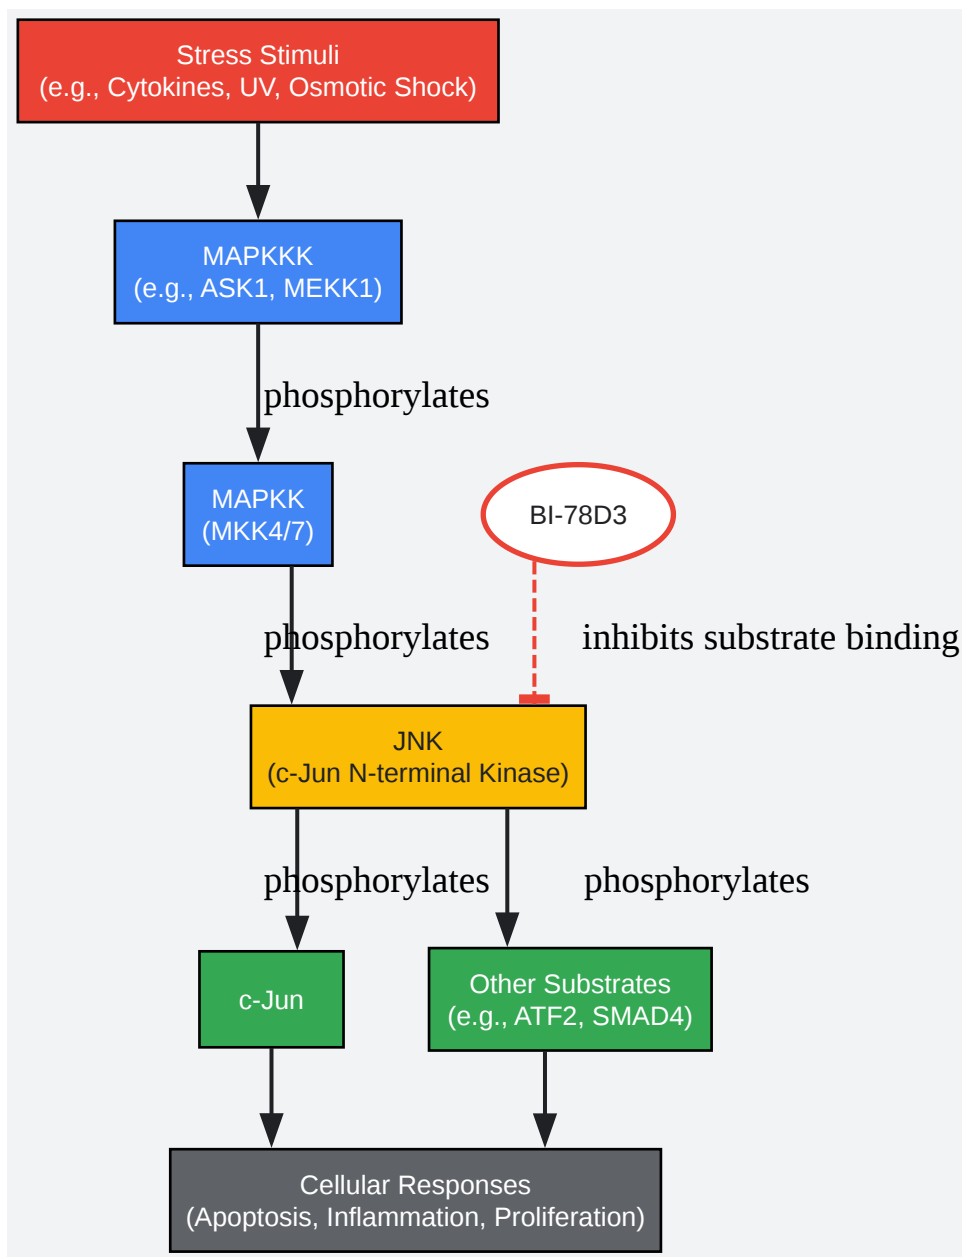 Stress Stimuli
(e.g., Cytokines, UV, Osmotic Shock)
MAPKKK
(e.g., ASK1, MEKK1)
phosphorylates
MAPKK
(MKK4/7)
BI-78D3
phosphorylates
inhibits substrate binding
JNK
(c-Jun N-terminal Kinase)
phosphorylates
phosphorylates
c-Jun
Other Substrates
(e.g., ATF2, SMAD4)
Cellular Responses
(Apoptosis, Inflammation, Proliferation)